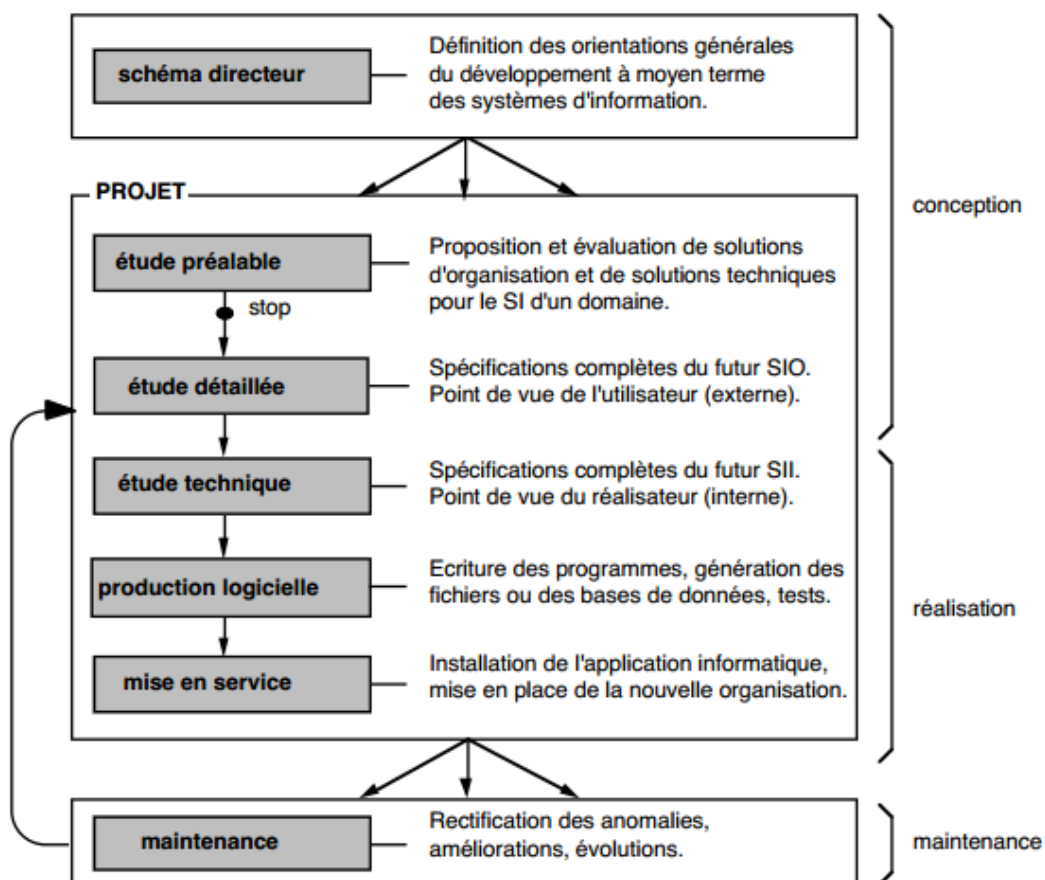 schéma directeur
Définition des orientations générales
du développement à moyen terme
des systèmes d'information.
PROJET
conception
étude préalable
Proposition et évaluation de solutions
d'organisation et de solutions techniques
pour le SI d'un domaine.
stop
étude détaillée
Spécifications complètes du futur SIO.
Point de vue de l'utilisateur (externe).
étude technique
Spécifications complètes du futur SII.
Point de vue du réalisateur (interne).
production logicielle
Ecriture des programmes, génération des
fichiers ou des bases de données, tests.
réalisation
mise en service
Installation de l'application informatique,
mise en place de la nouvelle organisation.
maintenance
Rectification des anomalies,
améliorations, évolutions.
maintenance